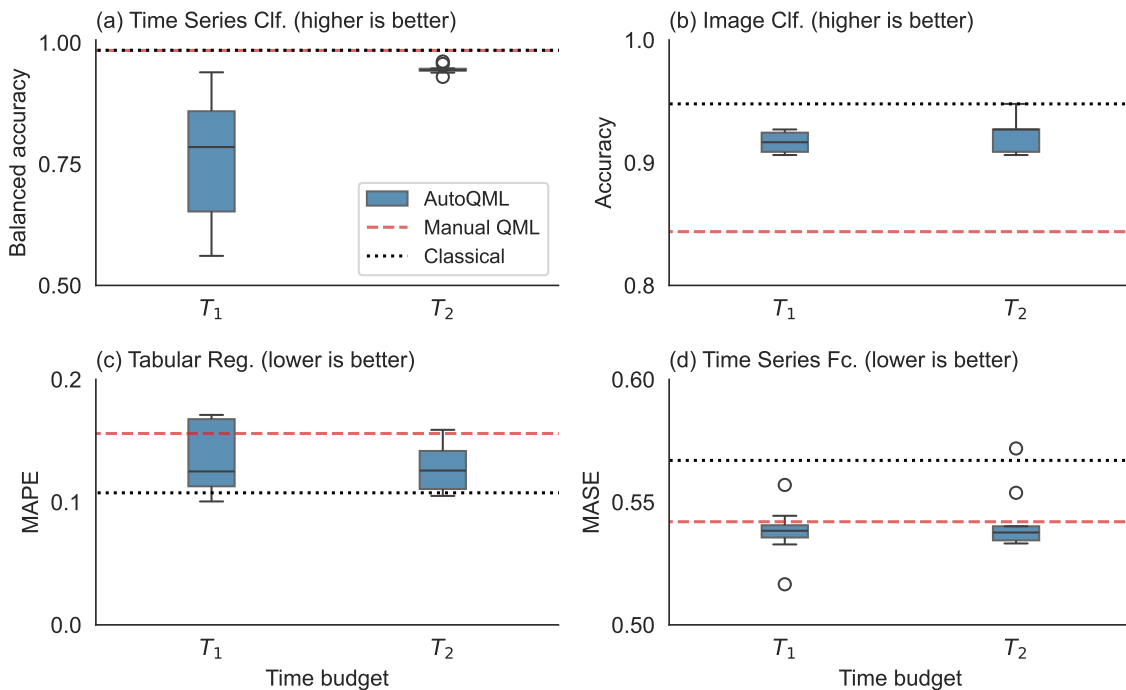 (a) Time Series Clf. (higher is better)
1.00
0.75
0.50
Balanced accuracy
AutoQML
Manual QML
Classical
T₁
T₂
(b) Image Clf. (higher is better)
1.0
0.9
0.8
Accuracy
T₁
T₂
(c) Tabular Reg. (lower is better)
0.2
0.1
0.0
MAPE
T₁
T₂
Time budget
(d) Time Series Fc. (lower is better)
0.60
0.55
0.50
MASE
T₁
T₂
Time budget